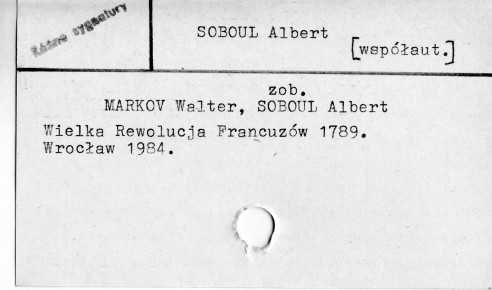 Różne sygnatury
SOBOUL Albert
[współaut.]
zob.
MARKOV Walter, SOBOUL Albert
Wielka Rewolucja Francuzów 1789.
Wrocław 1984.